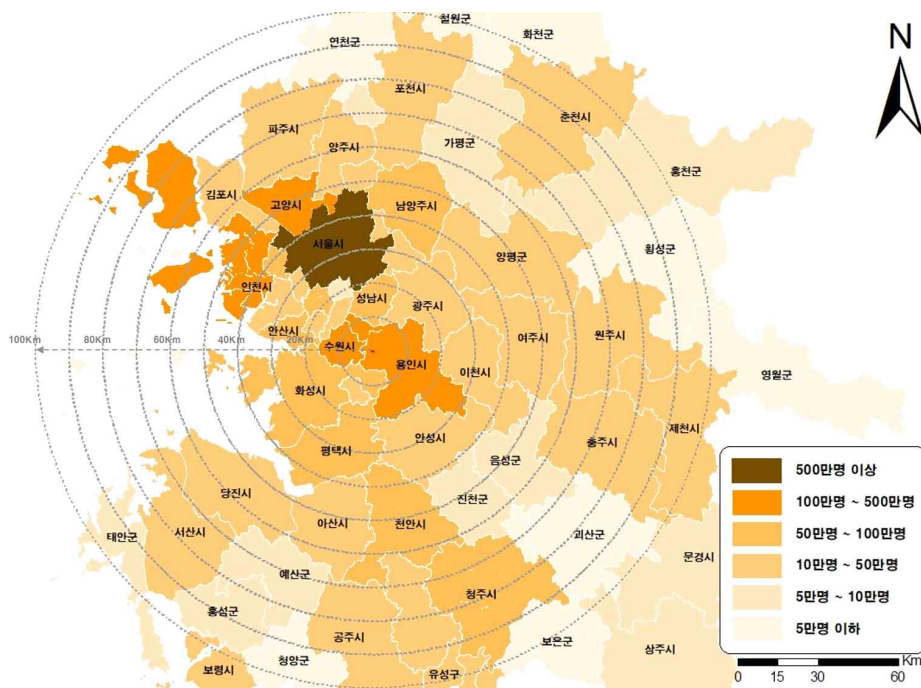 철원군
화천군
연천군
N
포천시
춘천시
파주시
양주시
가평군
홍천군
김포시
고양시
남양주시
서울시
양평군
횡성군
인천시
성남시
광주시
안산시
여주시
원주시
100Km
80Km
60Km
40Km
20Km
수원시
용인시
이천시
영월군
화성시
안성시
제천시
평택시
음성군
충주시
당진시
진천군
아산시
천안시
괴산군
태안군
서산시
문경시
예산군
청주시
홍성군
공주시
보은군
상주시
보령시
청양군
유성구
500만명 이상
100만명 ~ 500만명
50만명 ~ 100만명
10만명 ~ 50만명
5만명 ~ 10만명
5만명 이하
Km
0 15 30 45 60